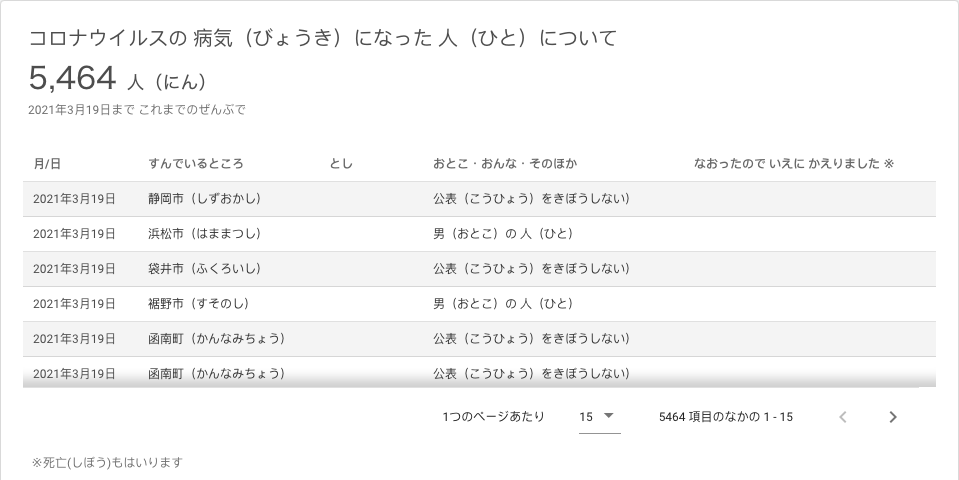 コロナウイルスの 病気（びょうき）になった 人（ひと）について
5,464 人（にん）
2021年3月19日まで これまでのぜんぶで
月/日 すんでいるところ とし おとこ・おんな・そのほか なおったので いえに かえりました ※
2021年3月19日 静岡市（しずおかし） 公表（こうひょう）をきぼうしない）
2021年3月19日 浜松市（はままつし） 男（おとこ）の 人（ひと）
2021年3月19日 袋井市（ふくろいし） 公表（こうひょう）をきぼうしない）
2021年3月19日 裾野市（すそのし） 男（おとこ）の 人（ひと）
2021年3月19日 函南町（かんなみちょう） 公表（こうひょう）をきぼうしない）
2021年3月19日 函南町（かんなみちょう） 公表（こうひょう）をきぼうしない）
1つのページあたり 15 5464 項目のなかの 1 - 15
※死亡(しぼう)もはいります